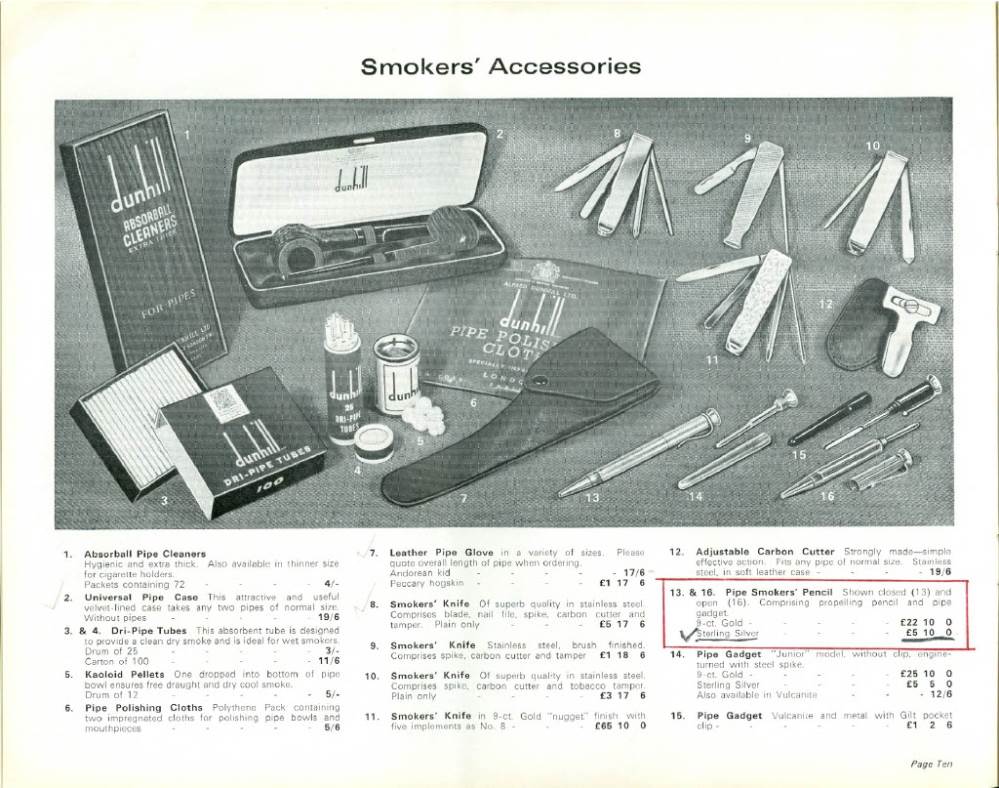 Smokers' Accessories
1
dunhill
ABSORBALL
CLEANERS
EXTRA THICK
FOR PIPES
2
dunhill
8
9
10
ALFRED DUNHILL LTD.
dunhill
PIPE POLIS
CLOT
6
11
12
dunhill
25
DRI-PIPE
TUBES
dunhill
5
4
dunhill
DRI-PIPE TUBES
100
3
7
13
14
15
16
1. Absorball Pipe Cleaners
Hygienic and extra thick. Also available in thinner size
for cigarette holders.
Packets containing 72 - - - - 4/-
2. Universal Pipe Case This attractive and useful
velvet-lined case takes any two pipes of normal size.
Without pipes - - - - - 19/6
3. & 4. Dri-Pipe Tubes This absorbent tube is designed
to provide a clean dry smoke and is ideal for wet smokers.
Drum of 25 - - - - - 3/-
Carton of 100 - - - - - 11/6
5. Kaoloid Pellets One dropped into bottom of pipe
bowl ensures free draught and dry cool smoke.
Drum of 12 - - - - - 5/-
6. Pipe Polishing Cloths Polythene Pack containing
two impregnated cloths for polishing pipe bowls and
mouthpieces - - - - - 5/6
7. Leather Pipe Glove in a variety of sizes. Please
quote overall length of pipe when ordering.
Andorean kid - - - - - 17/6
Peccary hogskin - - - - £1 17 6
8. Smokers' Knife Of superb quality in stainless steel.
Comprises blade, nail file, spike, carbon cutter and
tamper. Plain only - - - - £5 17 6
9. Smokers' Knife Stainless steel, brush finished.
Comprises spike, carbon cutter and tamper £1 18 6
10. Smokers' Knife Of superb quality in stainless steel.
Comprises spike, carbon cutter and tobacco tamper.
Plain only - - - - - £3 17 6
11. Smokers' Knife in 9-ct. Gold "nugget" finish with
five implements as No. 8 - - - - £65 10 0
12. Adjustable Carbon Cutter Strongly made—simple
effective action. Fits any pipe of normal size. Stainless
steel, in soft leather case - - - - 19/6
13. & 16. Pipe Smokers' Pencil Shown closed (13) and
open (16). Comprising propelling pencil and pipe
gadget.
9-ct. Gold - - - - - £22 10 0
Sterling Silver - - - - £5 10 0
14. Pipe Gadget "Junior" model, without clip, engine-
turned with steel spike.
9-ct. Gold - - - - - £25 10 0
Sterling Silver - - - - £5 5 0
Also available in Vulcanite - - - 12/6
15. Pipe Gadget Vulcanite and metal with Gilt pocket
clip - - - - - £1 2 6
Page Ten